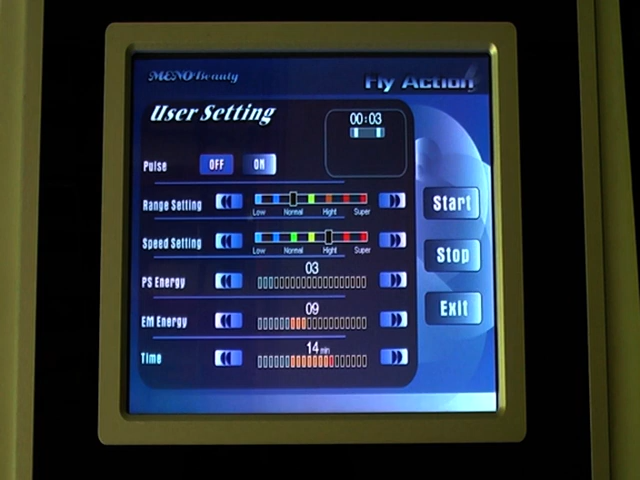 MENO Beauty
Fly Action
User Setting
00:03
Pulse OFF ON
Range Setting
Low Normal Hight Super
Start
Speed Setting
Low Normal Hight Super
Stop
03
PS Energy
09
EM Energy
Exit
14 min
Time